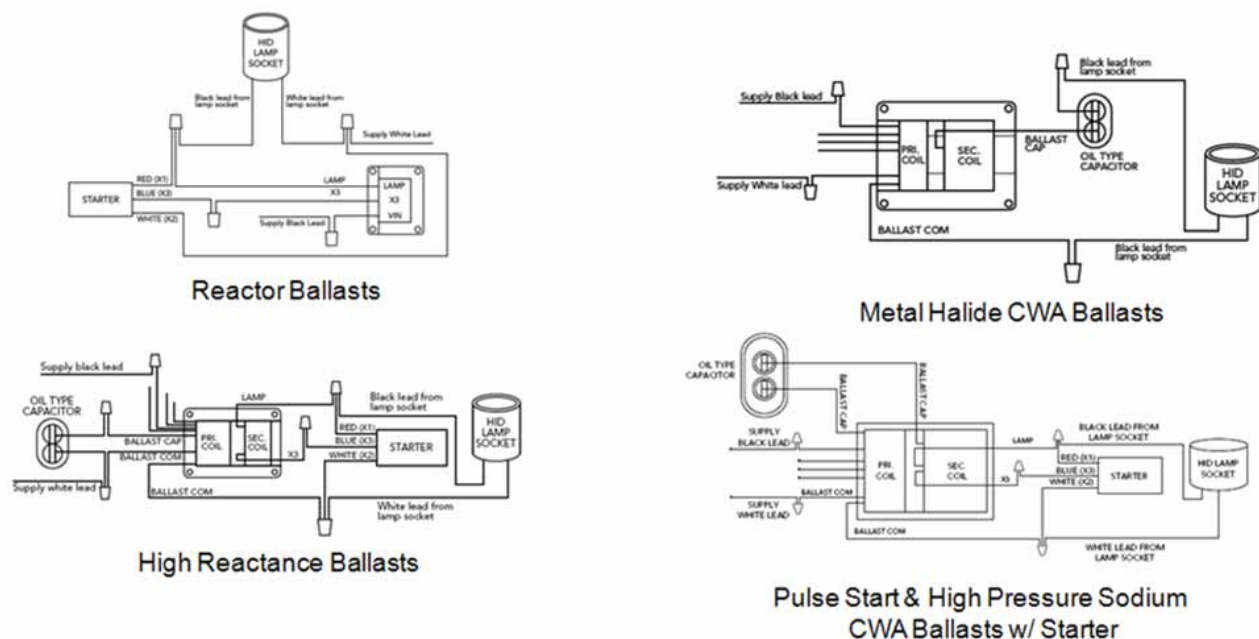 HID
LAMP
SOCKET
Black lead from
lamp socket
White lead from
lamp socket
Supply White Lead
RED (X1)
BLUE (X3)
WHITE (X2)
STARTER
LAMP
X3
Supply Black Lead
LAMP
X3
VIN
Reactor Ballasts
Supply Black lead
Supply White lead
PRI.
COIL
SEC.
COIL
BALLAST
CAP
Black lead from
lamp socket
OIL TYPE
CAPACITOR
HID
LAMP
SOCKET
BALLAST COM
Black lead from
lamp socket
Metal Halide CWA Ballasts
Supply black lead
OIL TYPE
CAPACITOR
BALLAST CAP
BALLAST COM
Supply white lead
BALLAST COM
PRI.
COIL
SEC.
COIL
LAMP
X3
Black lead from
lamp socket
RED (X1)
BLUE (X3)
WHITE (X2)
STARTER
HID
LAMP
SOCKET
White lead from
lamp socket
High Reactance Ballasts
OIL TYPE
CAPACITOR
BALLAST CAP
BALLAST CAP
SUPPLY
BLACK LEAD
BALLAST COM
SUPPLY
WHITE LEAD
BALLAST COM
PRI.
COIL
SEC.
COIL
LAMP
X3
BLACK LEAD FROM
LAMP SOCKET
RED (X1)
BLUE (X3)
WHITE (X2)
STARTER
HID LAMP
SOCKET
WHITE LEAD FROM
LAMP SOCKET
Pulse Start & High Pressure Sodium
CWA Ballasts w/ Starter